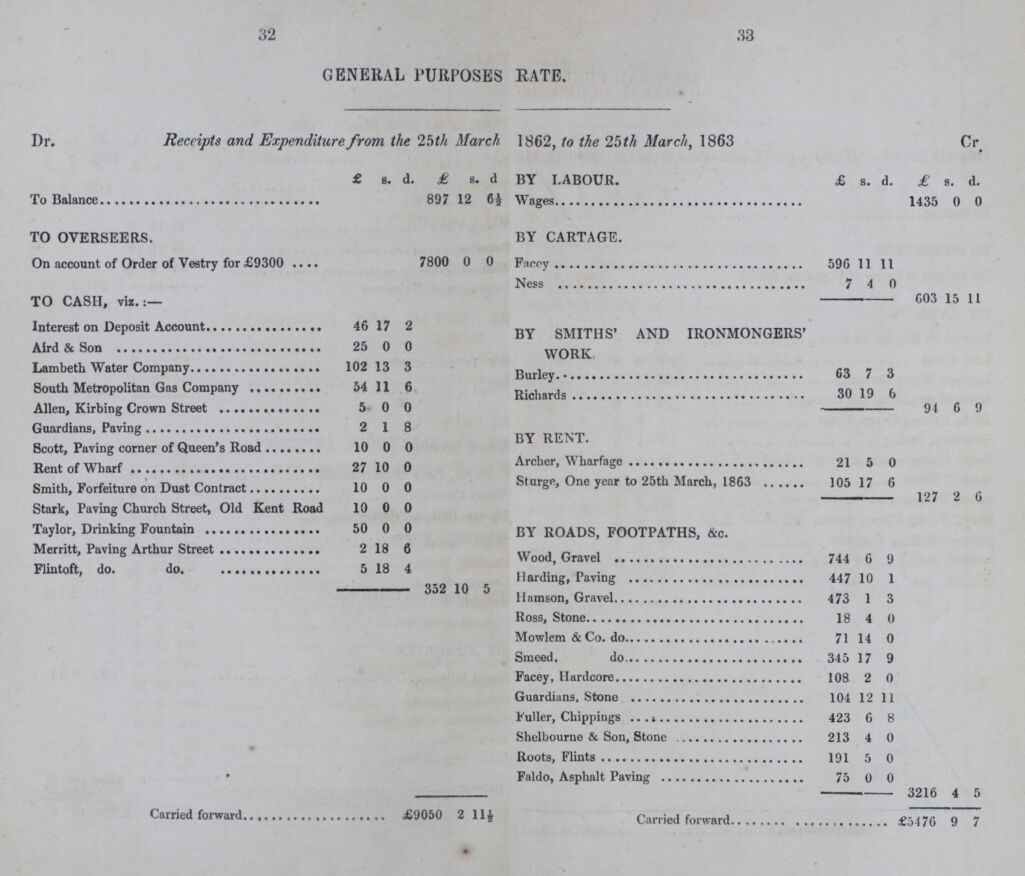 32
GENERAL PURPOSES
Dr. Receipts and Expenditure from the 25th March
£ s. d. £ s. d
To Balance 897 12 6½
TO OVERSEERS.
On account of Order of Vestry for £9300 .... 7800 0 0
TO CASH, viz.:—
Interest on Deposit Account 46 17 2
Aird & Son 25 0 0
Lambeth Water Company 102 13 3
South Metropolitan Gas Company 54 11 6
Allen, Kirbing Crown Street 5 0 0
Guardians, Paving 2 1 8
Scott, Paving corner of Queen's Road 10 0 0
Rent of Wharf 27 10 0
Smith, Forfeiture on Dust Contract 10 0 0
Stark, Paving Church Street, Old Kent Road 10 0 0
Taylor, Drinking Fountain 50 0 0
Merritt, Paving Arthur Street 2 18 6
Flintoft, do. do. 5 18 4
352 10 5
Carried forward £9050 2 11½
33
RATE.
1862, to the 25th March, 1863 Cr.
BY LABOUR. £ s. d. £ s. d.
Wages 1435 0 0
BY CARTAGE.
Facey 596 11 11
Ness 7 4 0
603 15 11
BY SMITHS' AND IRONMONGERS'
WORK.
Burley 63 7 3
Richards 30 19 6
94 6 9
BY RENT.
Archer, Wharfage 21 5 0
Sturge, One year to 25th March, 1863 105 17 6
127 2 6
BY ROADS, FOOTPATHS, &c.
Wood, Gravel 744 6 9
Harding, Paving 447 10 1
Hamson, Gravel 473 1 3
Ross, Stone 18 4 0
Mowlem & Co. do 71 14 0
Smeed, do 345 17 9
Facey, Hardcore 108 2 0
Guardians, Stone 104 12 11
Fuller, Chippings 423 6 8
Shelbourne & Son, Stone 213 4 0
Roots, Flints 191 5 0
Faldo, Asphalt Paving 75 0 0
3216 4 5
Carried forward £5476 9 7